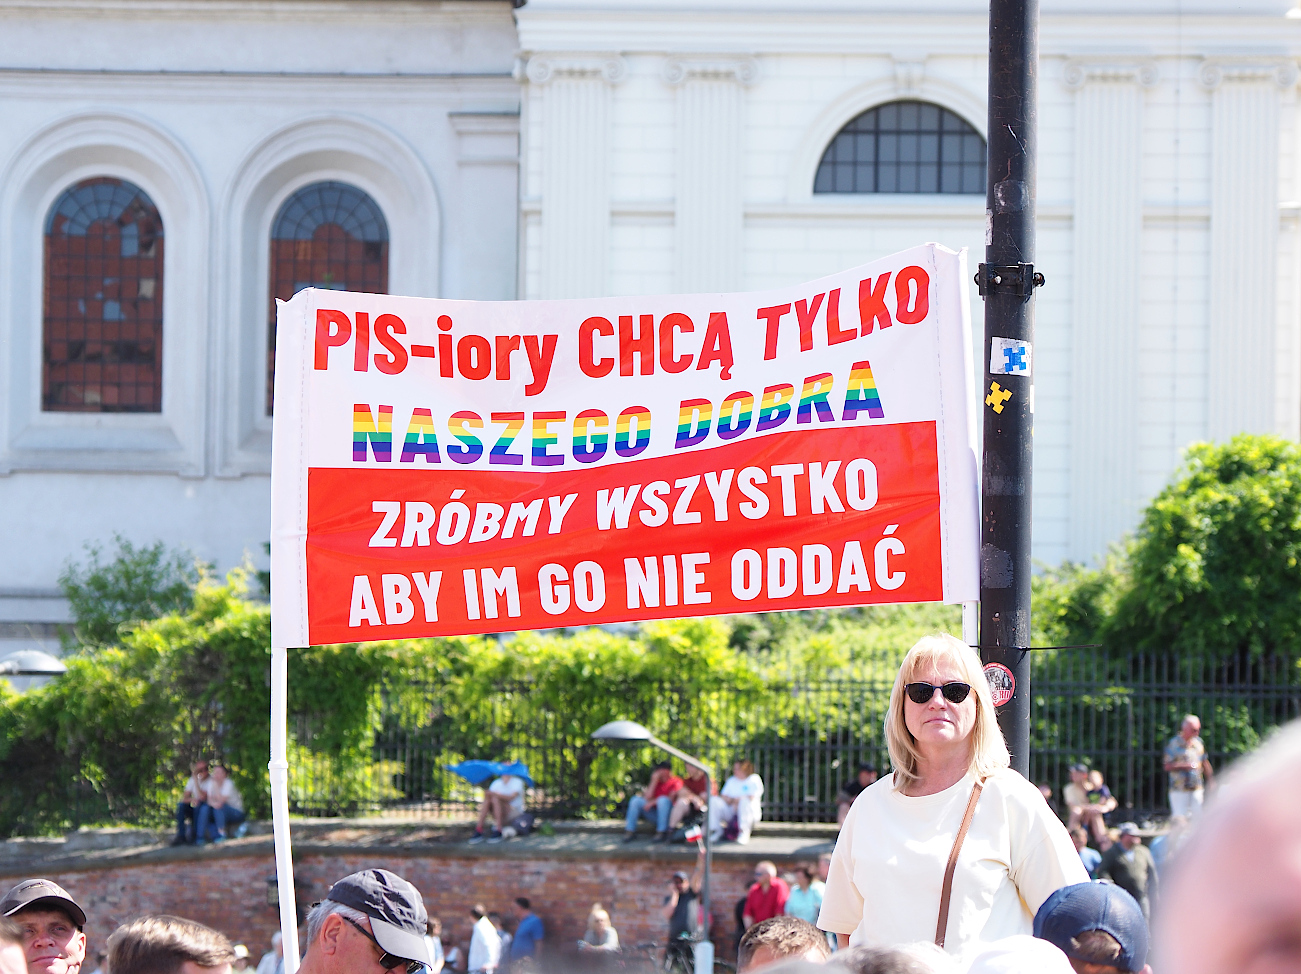 PIS-iory CHCĄ TYLKO
NASZEGO DOBRA
ZRÓBMY WSZYSTKO
ABY IM GO NIE ODDAĆ